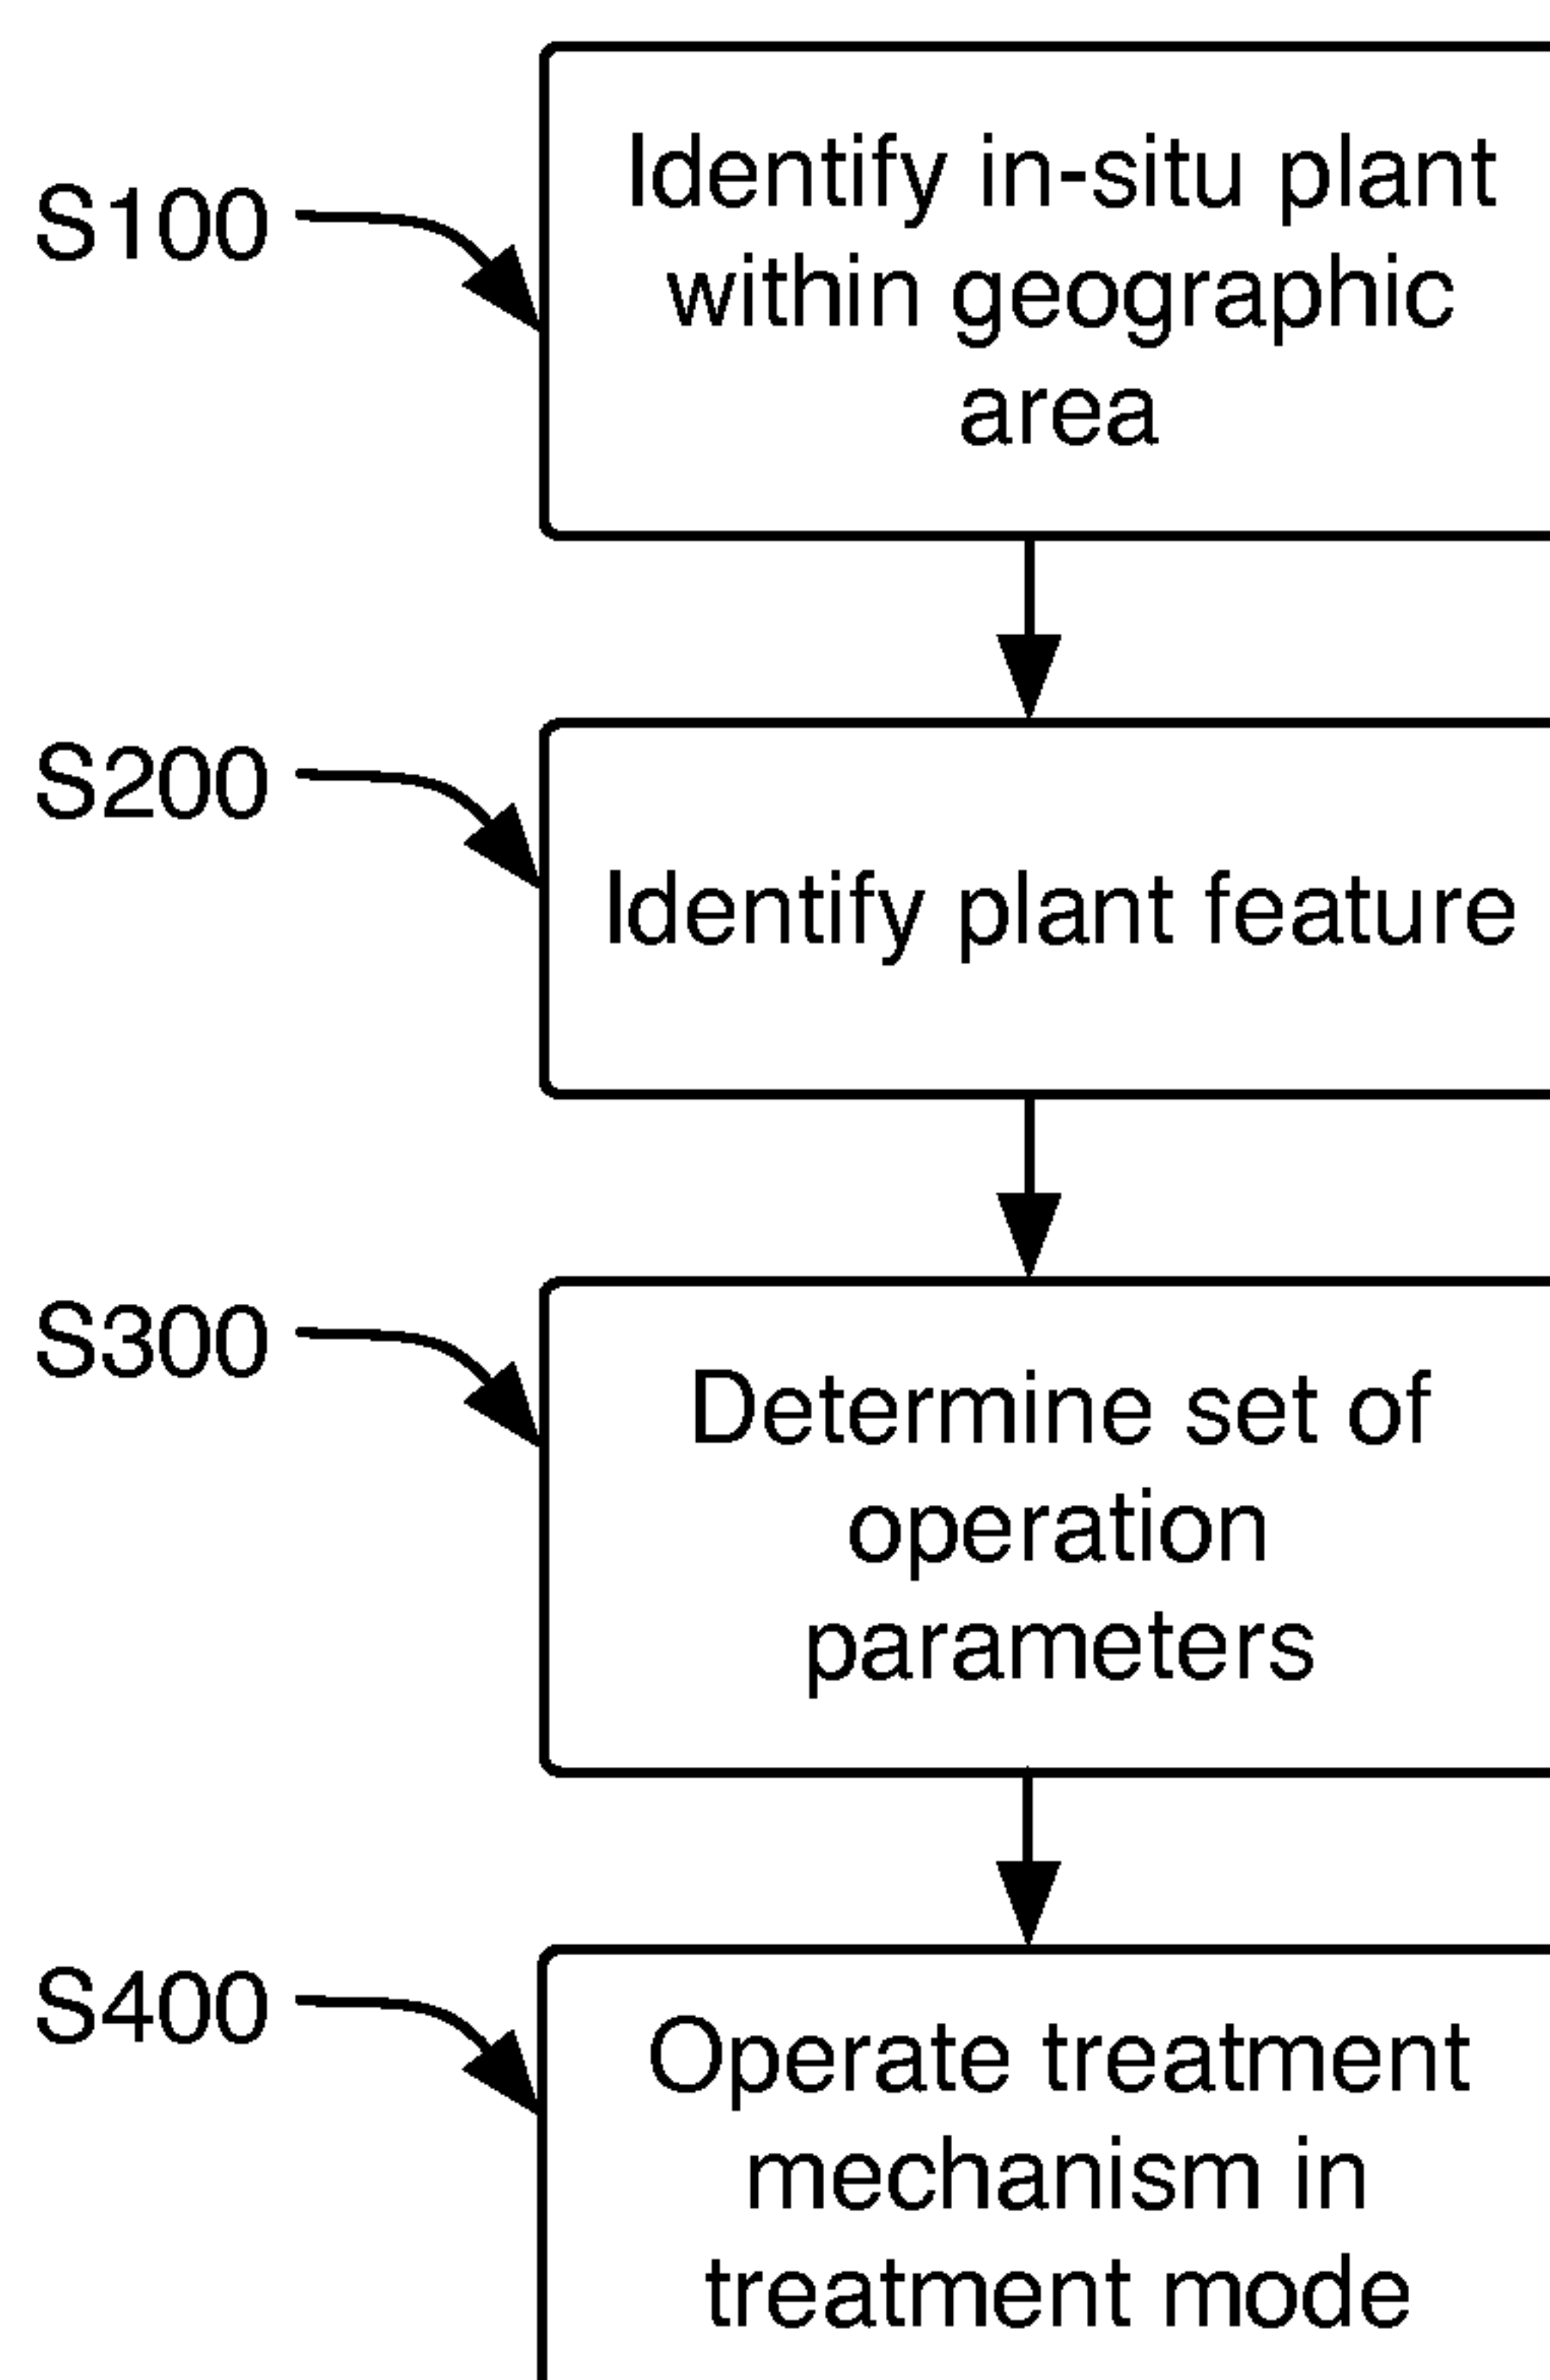 S100
Identify in-situ plant
within geographic
area
S200
Identify plant feature
S300
Determine set of
operation
parameters
S400
Operate treatment
mechanism in
treatment mode